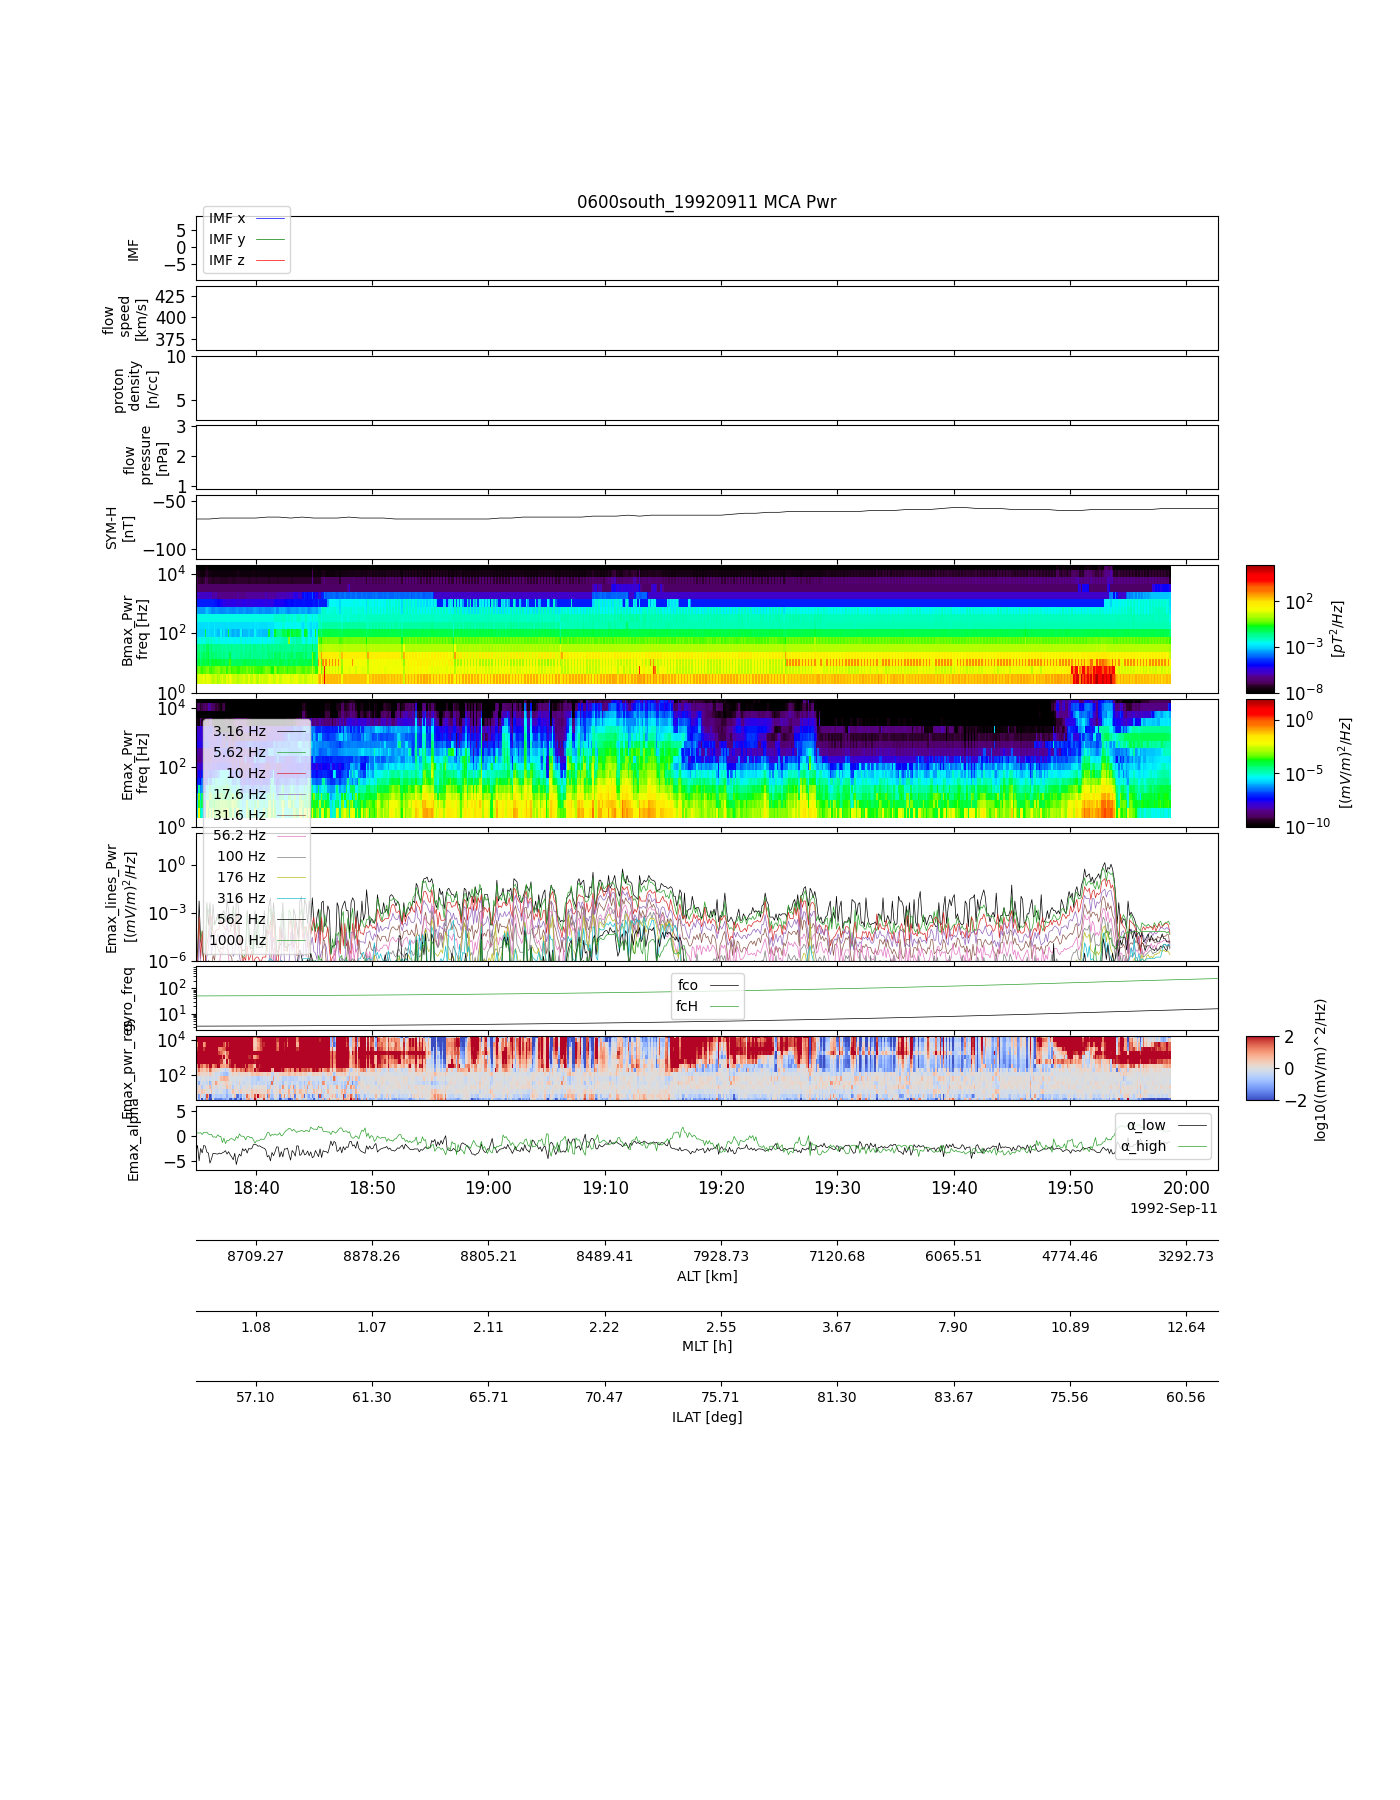 0600south_19920911 MCA Pwr
IMF
5
0
−5
IMF x
IMF y
IMF z
flow
speed
[km/s]
425
400
375
proton
density
[n/cc]
10
5
flow
pressure
[nPa]
3
2
1
SYM-H
[nT]
−50
−100
Bmax_Pwr
freq [Hz]
10^4
10^2
10^0
10^2
10^−3
10^−8
[pT^2/Hz]
Emax_Pwr
freq [Hz]
10^4
10^2
10^0
10^0
10^−5
10^−10
[(mV/m)^2/Hz]
3.16 Hz
5.62 Hz
10 Hz
17.6 Hz
31.6 Hz
56.2 Hz
100 Hz
176 Hz
316 Hz
562 Hz
1000 Hz
Emax_lines_Pwr
[(mV/m)^2/Hz]
10^0
10^−3
10^−6
gyro_freq
10^2
10^1
fco
fcH
Emax_pwr_reg
10^4
10^2
2
0
−2
log10((mV/m)^2/Hz)
Emax_alpha
5
0
−5
α_low
α_high
18:40 18:50 19:00 19:10 19:20 19:30 19:40 19:50 20:00
1992-Sep-11
8709.27 8878.26 8805.21 8489.41 7928.73 7120.68 6065.51 4774.46 3292.73
ALT [km]
1.08 1.07 2.11 2.22 2.55 3.67 7.90 10.89 12.64
MLT [h]
57.10 61.30 65.71 70.47 75.71 81.30 83.67 75.56 60.56
ILAT [deg]